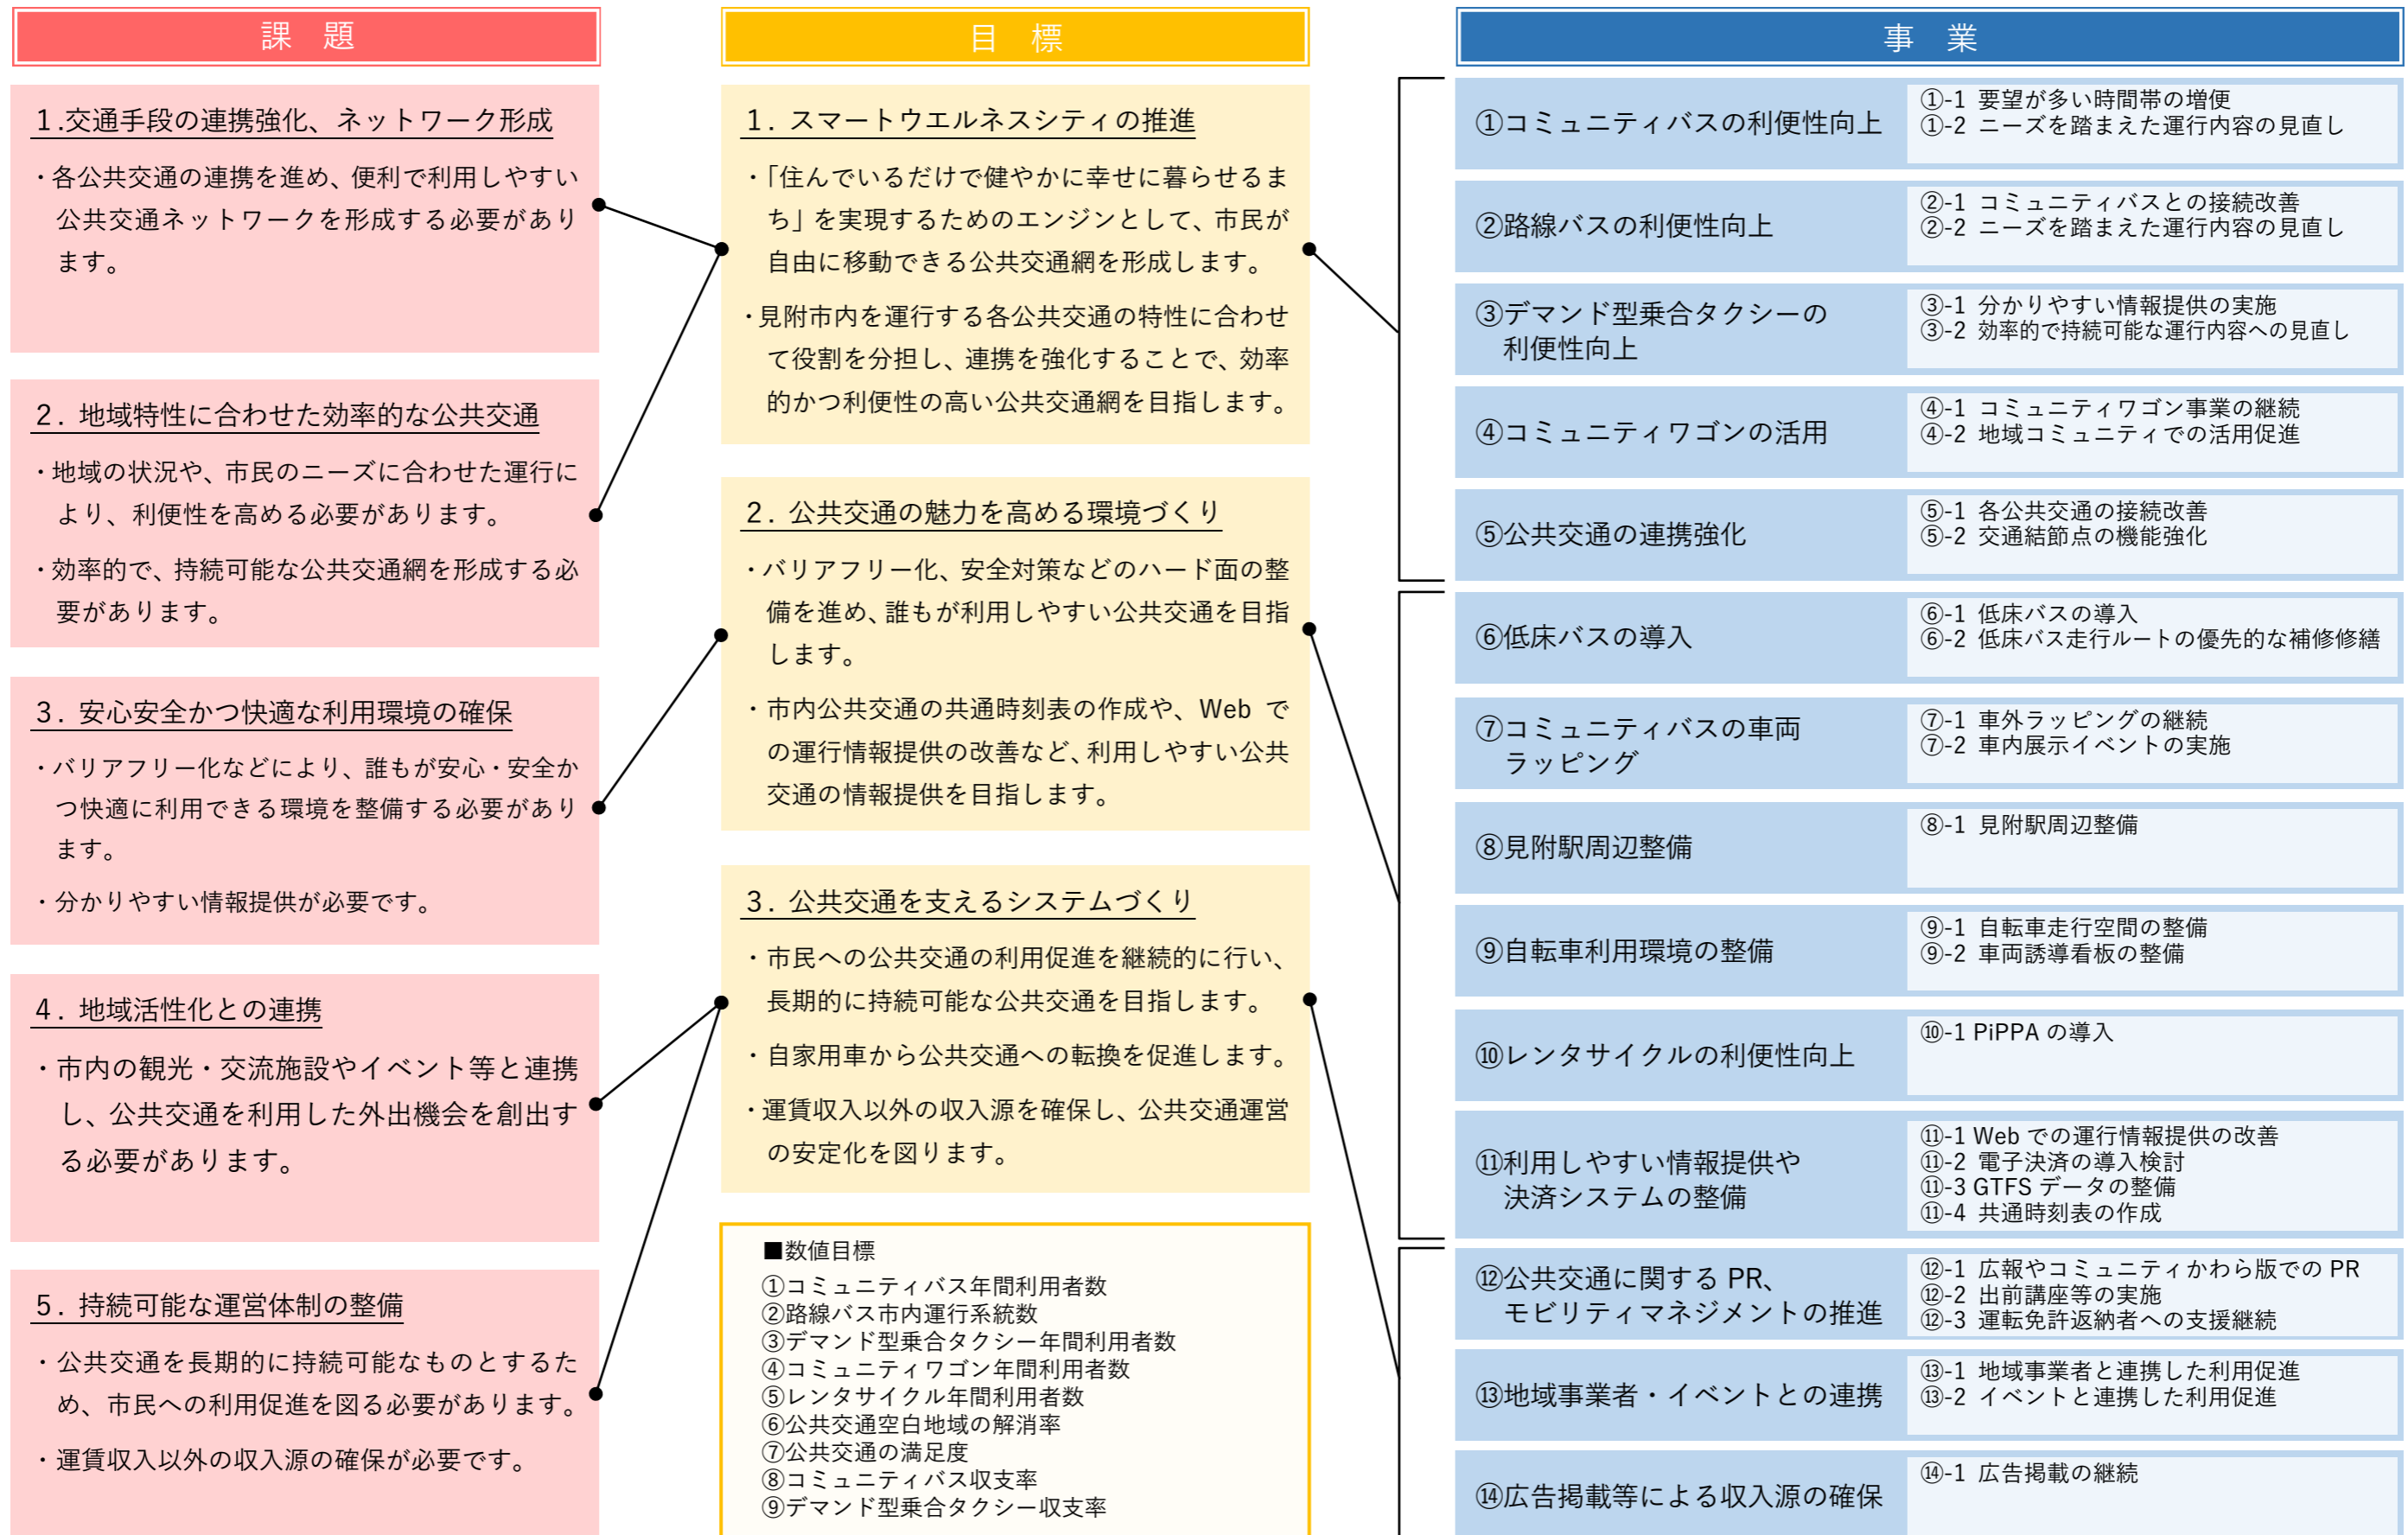 課　題
1.交通手段の連携強化、ネットワーク形成
・各公共交通の連携を進め、便利で利用しやすい
公共交通ネットワークを形成する必要があり
ます。
2．地域特性に合わせた効率的な公共交通
・地域の状況や、市民のニーズに合わせた運行に
より、利便性を高める必要があります。
・効率的で、持続可能な公共交通網を形成する必
要があります。
3．安心安全かつ快適な利用環境の確保
・バリアフリー化などにより、誰もが安心・安全か
つ快適に利用できる環境を整備する必要があり
ます。
・分かりやすい情報提供が必要です。
4．地域活性化との連携
・市内の観光・交流施設やイベント等と連携
し、公共交通を利用した外出機会を創出す
る必要があります。
5．持続可能な運営体制の整備
・公共交通を長期的に持続可能なものとするた
め、市民への利用促進を図る必要があります。
・運賃収入以外の収入源の確保が必要です。
目　標
1．スマートウエルネスシティの推進
・「住んでいるだけで健やかに幸せに暮らせるま
ち」を実現するためのエンジンとして、市民が
自由に移動できる公共交通網を形成します。
・見附市内を運行する各公共交通の特性に合わせ
て役割を分担し、連携を強化することで、効率
的かつ利便性の高い公共交通網を目指します。
2．公共交通の魅力を高める環境づくり
・バリアフリー化、安全対策などのハード面の整
備を進め、誰もが利用しやすい公共交通を目指
します。
・市内公共交通の共通時刻表の作成や、Web で
の運行情報提供の改善など、利用しやすい公共
交通の情報提供を目指します。
3．公共交通を支えるシステムづくり
・市民への公共交通の利用促進を継続的に行い、
長期的に持続可能な公共交通を目指します。
・自家用車から公共交通への転換を促進します。
・運賃収入以外の収入源を確保し、公共交通運営
の安定化を図ります。
■数値目標
①コミュニティバス年間利用者数
②路線バス市内運行系統数
③デマンド型乗合タクシー年間利用者数
④コミュニティワゴン年間利用者数
⑤レンタサイクル年間利用者数
⑥公共交通空白地域の解消率
⑦公共交通の満足度
⑧コミュニティバス収支率
⑨デマンド型乗合タクシー収支率
事　業
①コミュニティバスの利便性向上
①-1 要望が多い時間帯の増便
①-2 ニーズを踏まえた運行内容の見直し
②路線バスの利便性向上
②-1 コミュニティバスとの接続改善
②-2 ニーズを踏まえた運行内容の見直し
③デマンド型乗合タクシーの
利便性向上
③-1 分かりやすい情報提供の実施
③-2 効率的で持続可能な運行内容への見直し
④コミュニティワゴンの活用
④-1 コミュニティワゴン事業の継続
④-2 地域コミュニティでの活用促進
⑤公共交通の連携強化
⑤-1 各公共交通の接続改善
⑤-2 交通結節点の機能強化
⑥低床バスの導入
⑥-1 低床バスの導入
⑥-2 低床バス走行ルートの優先的な補修修繕
⑦コミュニティバスの車両
ラッピング
⑦-1 車外ラッピングの継続
⑦-2 車内展示イベントの実施
⑧見附駅周辺整備
⑧-1 見附駅周辺整備
⑨自転車利用環境の整備
⑨-1 自転車走行空間の整備
⑨-2 車両誘導看板の整備
⑩レンタサイクルの利便性向上
⑩-1 PiPPA の導入
⑪利用しやすい情報提供や
決済システムの整備
⑪-1 Web での運行情報提供の改善
⑪-2 電子決済の導入検討
⑪-3 GTFS データの整備
⑪-4 共通時刻表の作成
⑫公共交通に関する PR、
モビリティマネジメントの推進
⑫-1 広報やコミュニティかわら版での PR
⑫-2 出前講座等の実施
⑫-3 運転免許返納者への支援継続
⑬地域事業者・イベントとの連携
⑬-1 地域事業者と連携した利用促進
⑬-2 イベントと連携した利用促進
⑭広告掲載等による収入源の確保
⑭-1 広告掲載の継続